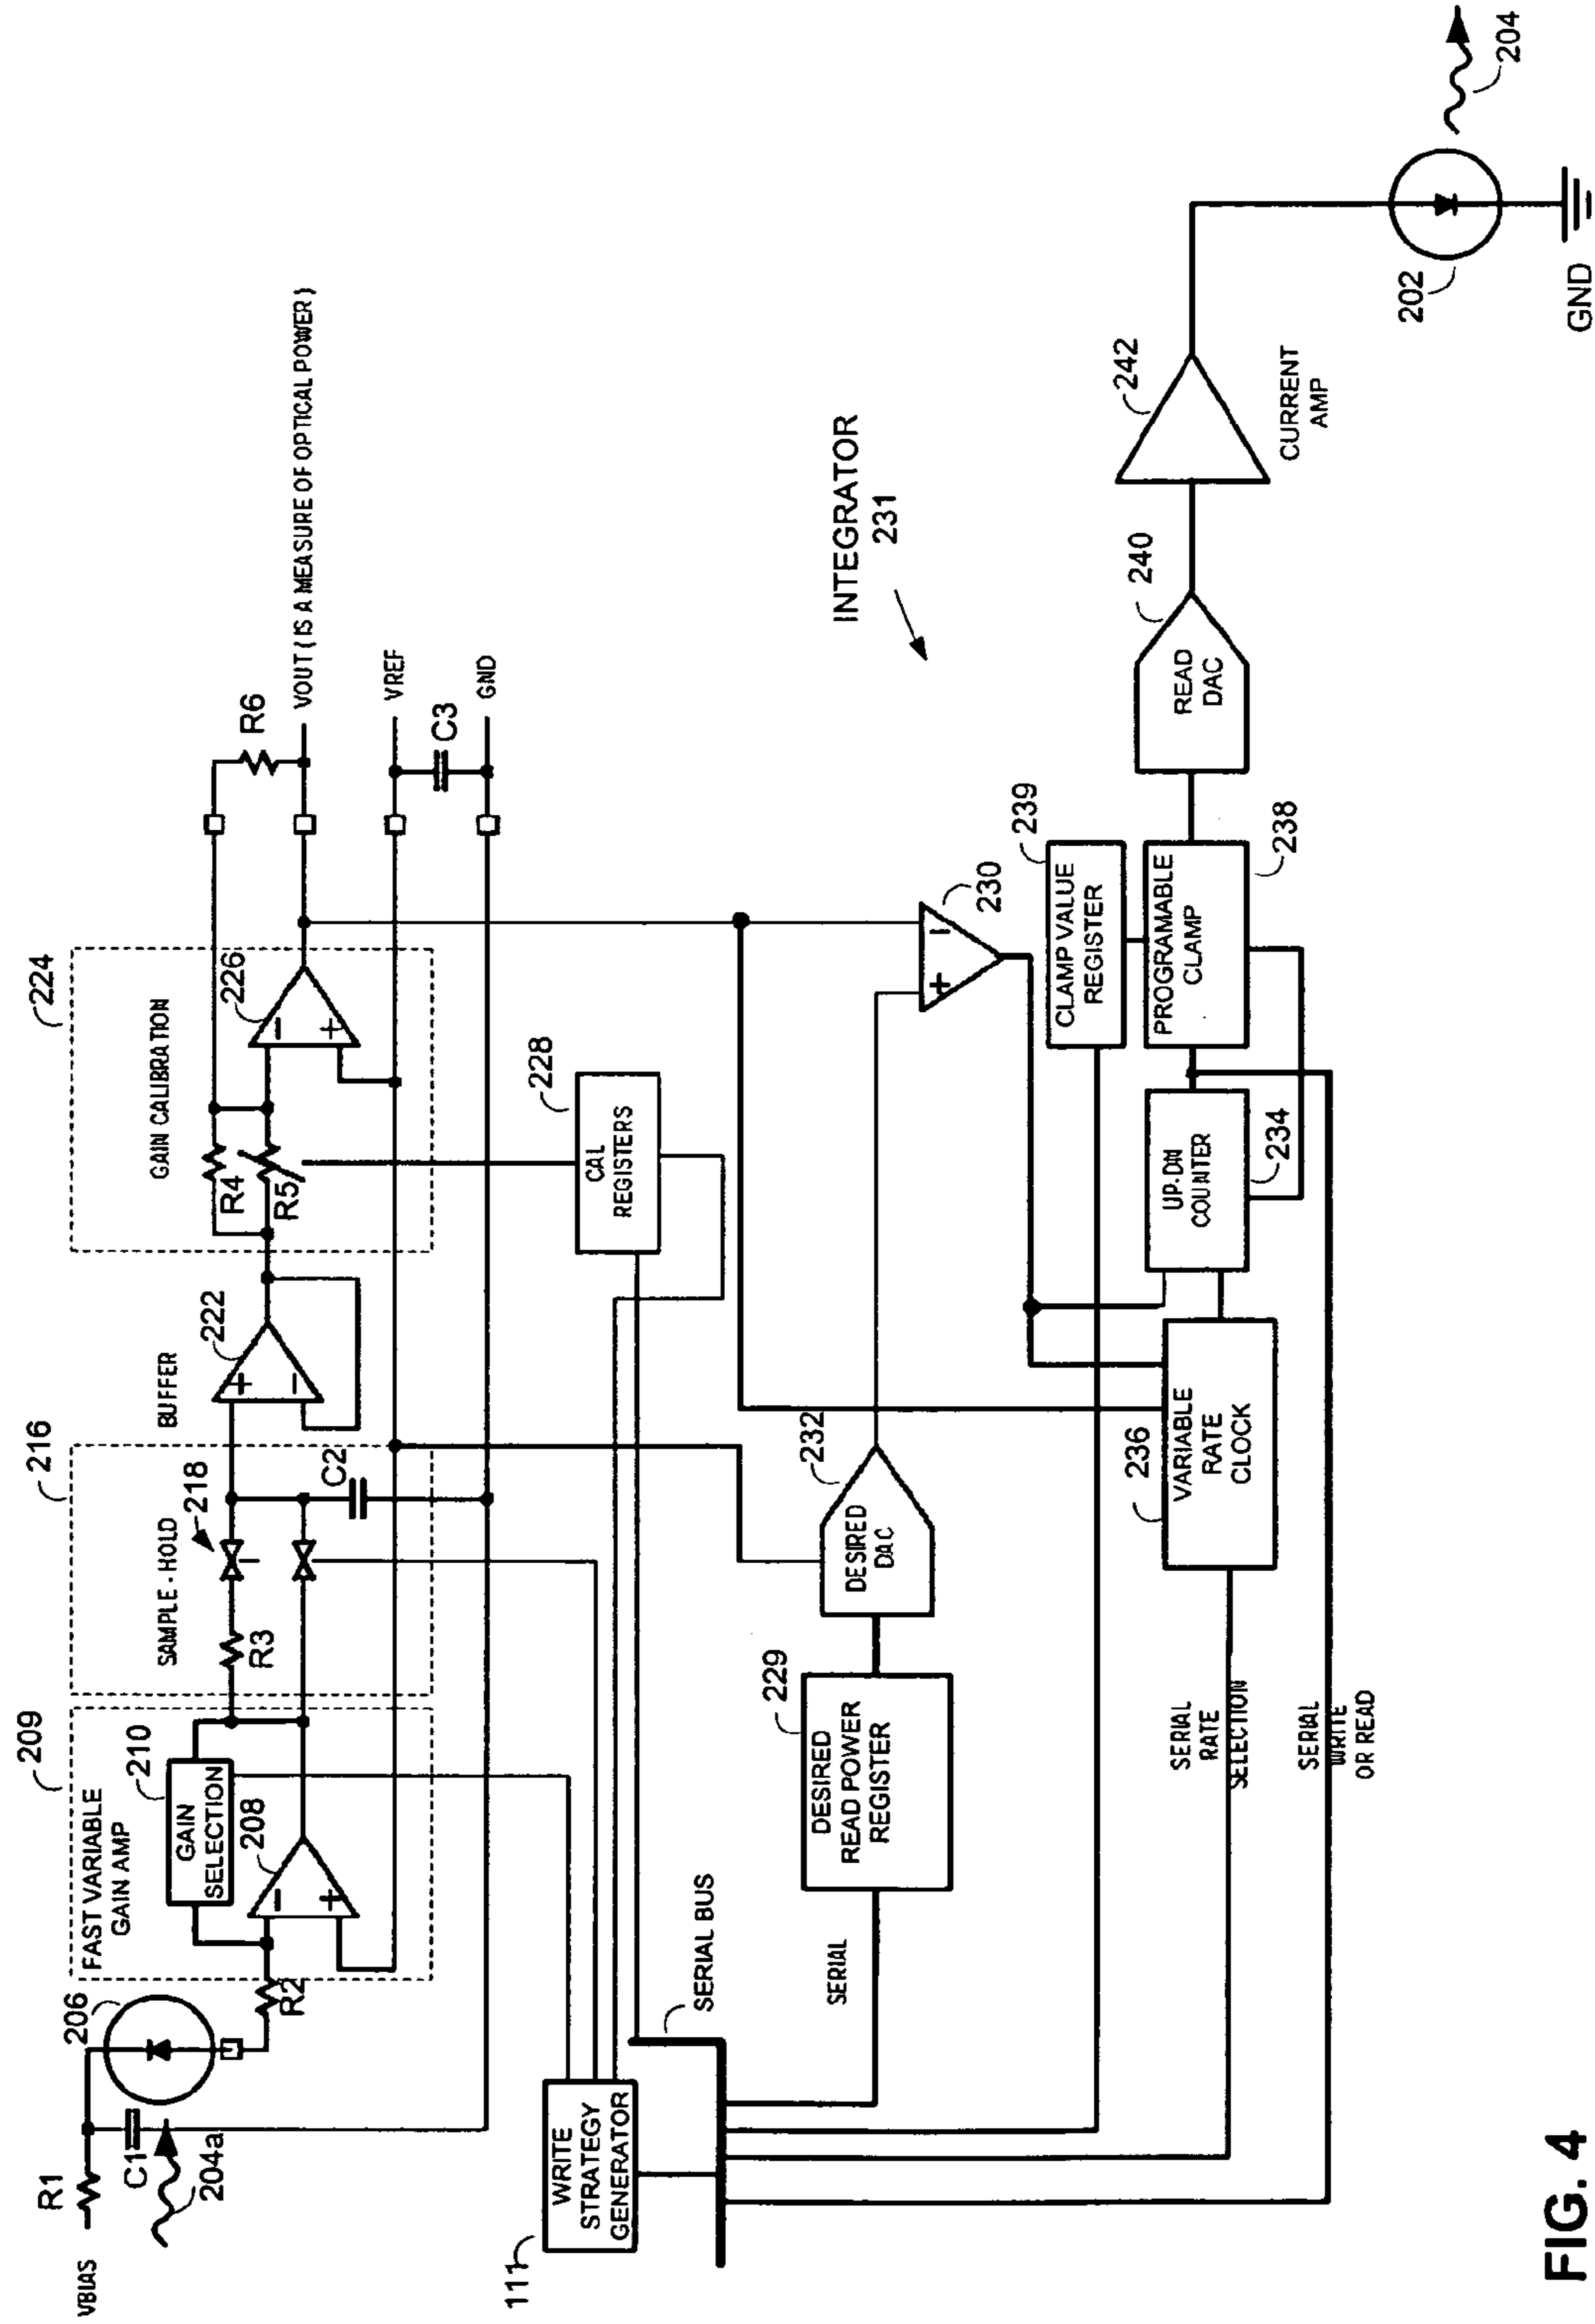 224
216
209
GAIN CALIBRATION
226
R4
R5
R6
VOUT ( IS A MEASURE OF OPTICAL POWER )
VREF
C3
GND
BUFFER
222
SAMPLE - HOLD
218
R3
C2
FAST VARIABLE
GAIN AMP
210
GAIN
SELECTION
208
206
R2
R1
C1
204a
VBIAS
228
CAL
REGISTERS
111
WRITE
STRATEGY
GENERATOR
SERIAL BUS
SERIAL
229
DESIRED
READ POWER
REGISTER
232
DESIRED
DAC
230
INTEGRATOR
231
239
CLAMP VALUE
REGISTER
PROGRAMABLE
CLAMP
238
UP-DN
COUNTER
234
236
VARIABLE
RATE
CLOCK
SERIAL
RATE
SELECTION
SERIAL
WRITE
OR READ
240
READ
DAC
242
CURRENT
AMP
202
204
GND
FIG. 4